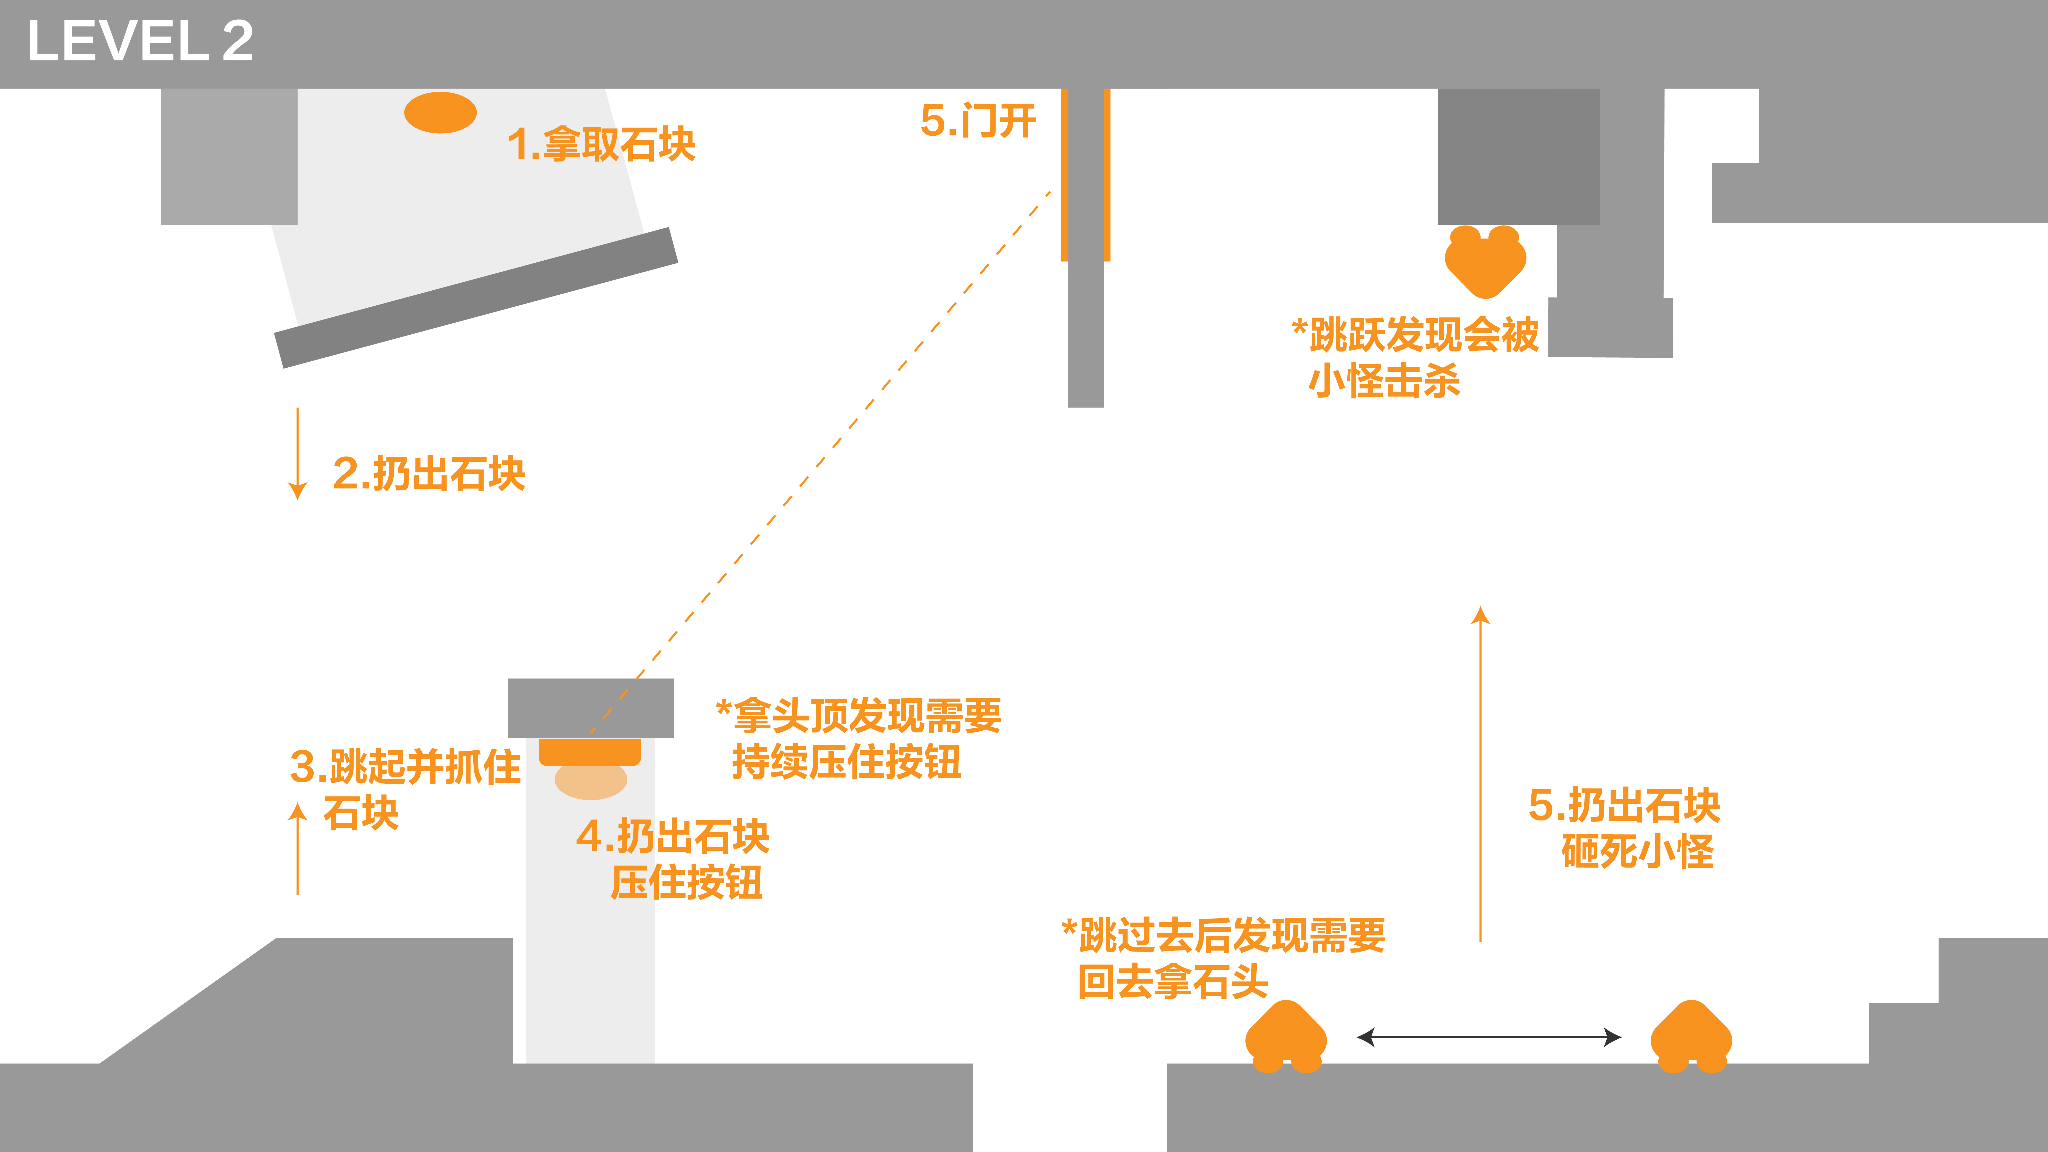 LEVEL 2
1.拿取石块
5.门开
*跳跃发现会被
小怪击杀
2.扔出石块
*拿头顶发现需要
持续压住按钮
3.跳起并抓住
石块
4.扔出石块
压住按钮
5.扔出石块
砸死小怪
*跳过去后发现需要
回去拿石头